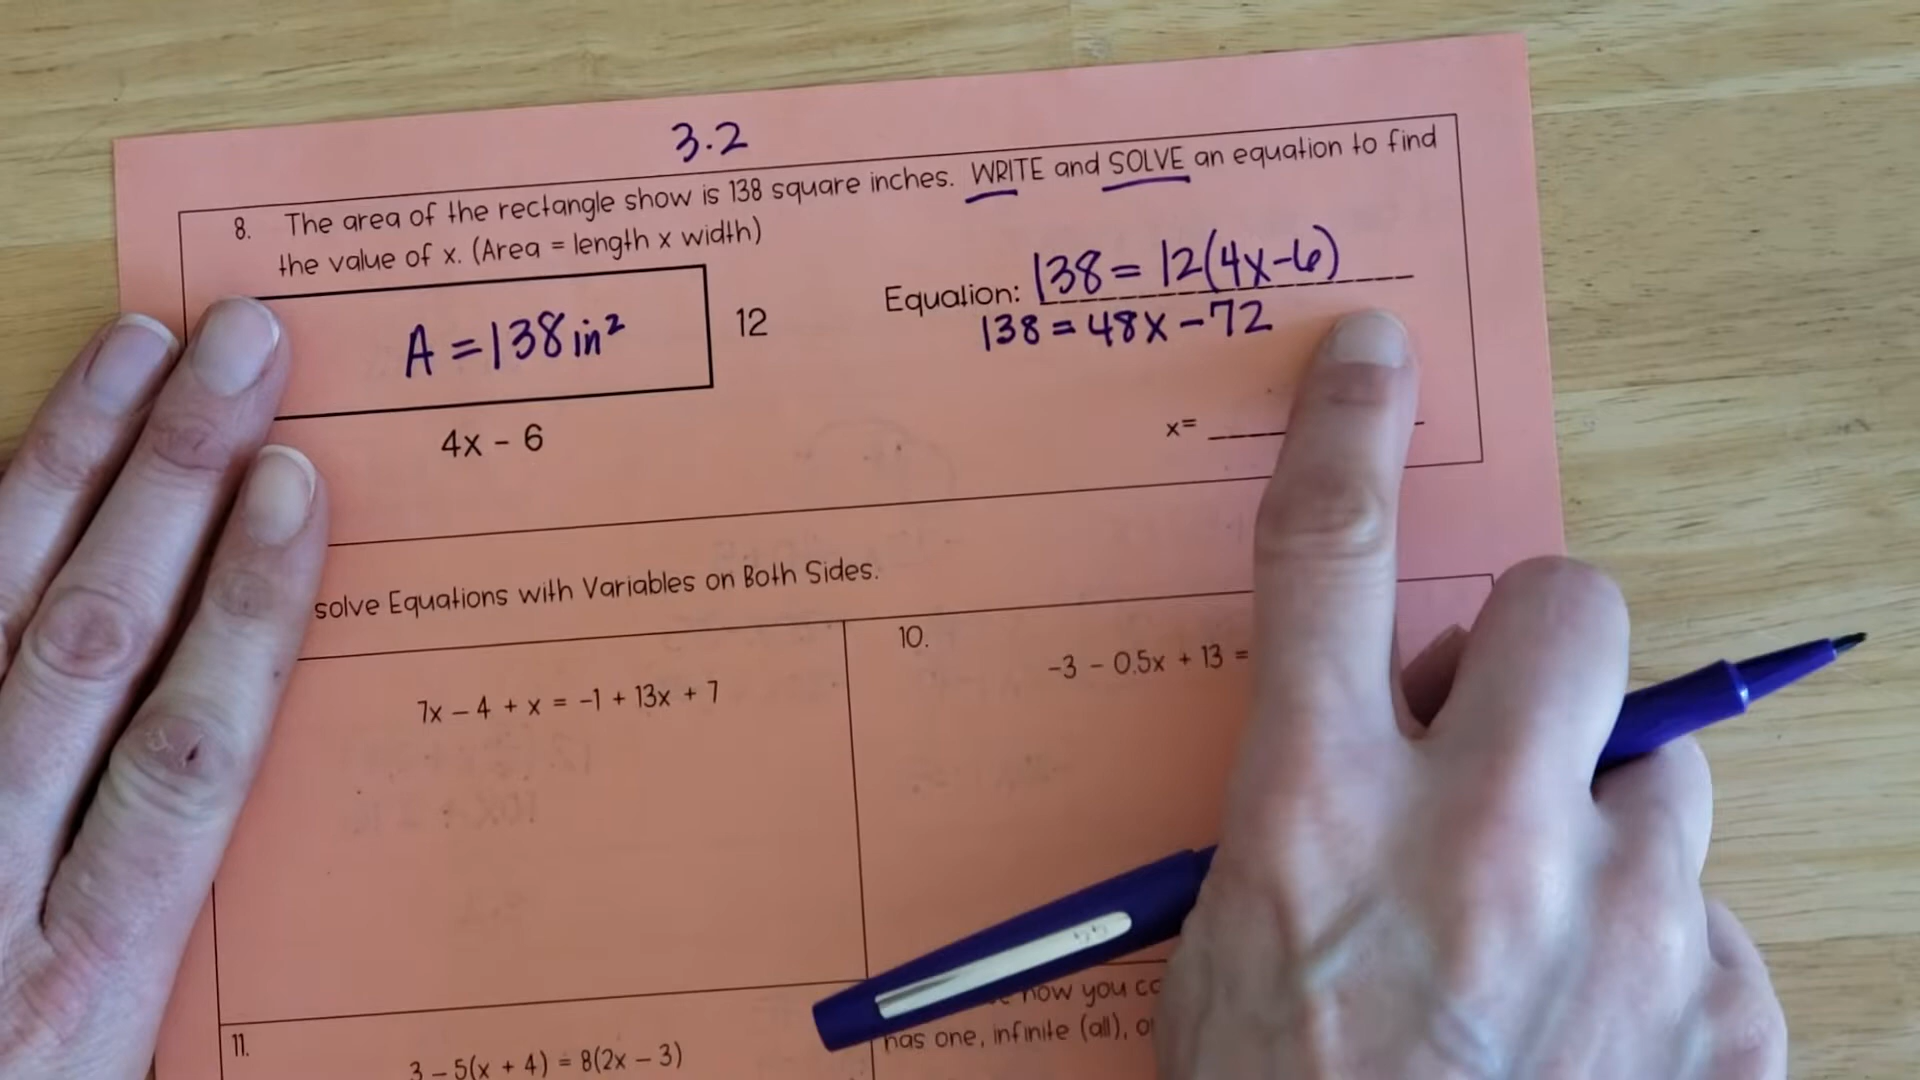 3.2
8. The area of the rectangle show is 138 square inches. WRITE and SOLVE an equation to find
the value of x. (Area = length x width)
A = 138 in²
12
4x - 6
Equation: 138 = 12(4x-6)
138 = 48x - 72
x=
solve Equations with Variables on Both Sides.
7x – 4 + x = -1 + 13x + 7
10.
-3 - 0.5x + 13 =
11.
3 – 5(x + 4) = 8(2x – 3)
how you
has one, infinite (all),